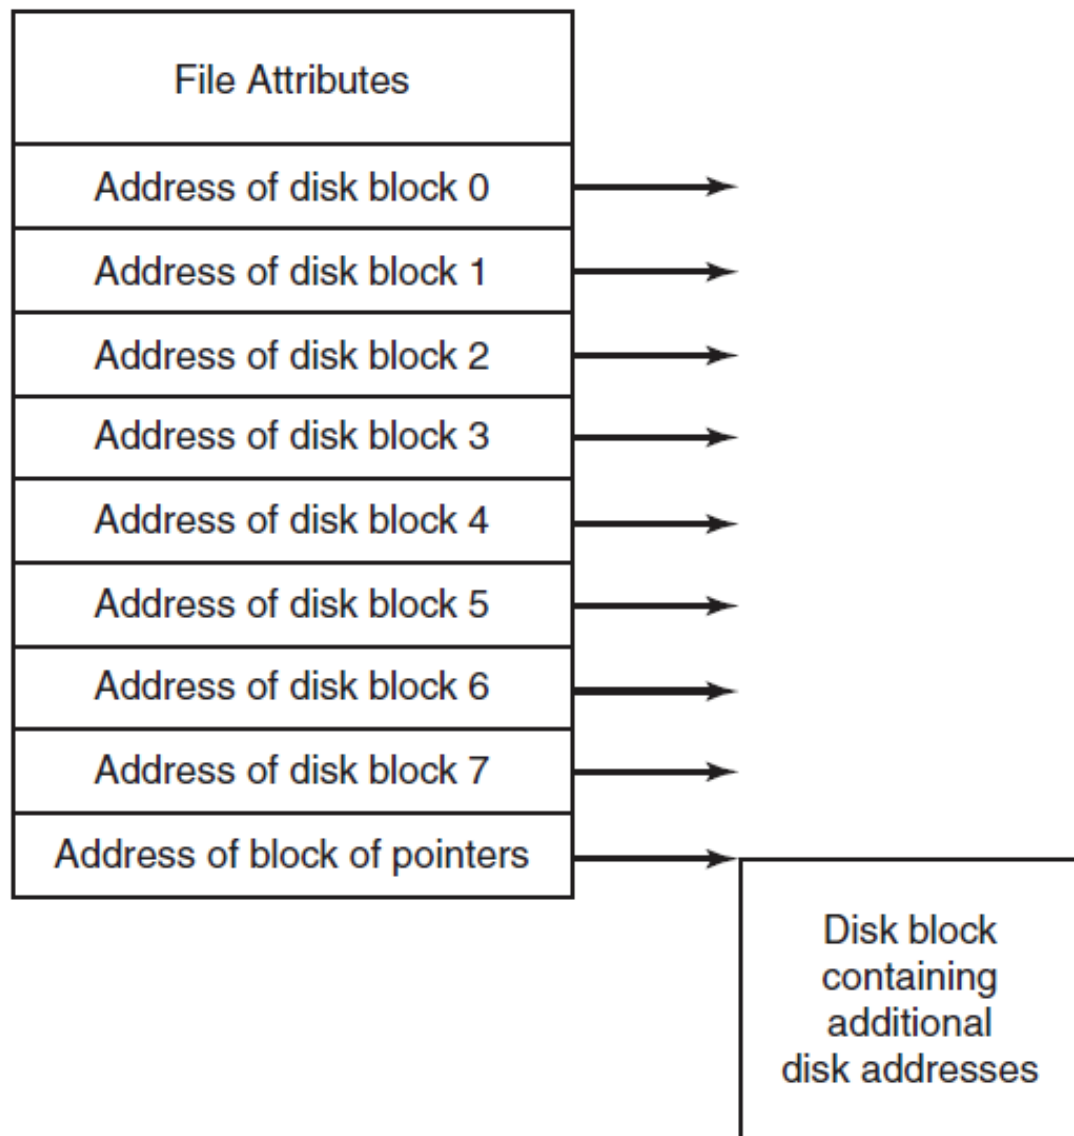 File Attributes
Address of disk block 0
Address of disk block 1
Address of disk block 2
Address of disk block 3
Address of disk block 4
Address of disk block 5
Address of disk block 6
Address of disk block 7
Address of block of pointers
Disk block
containing
additional
disk addresses